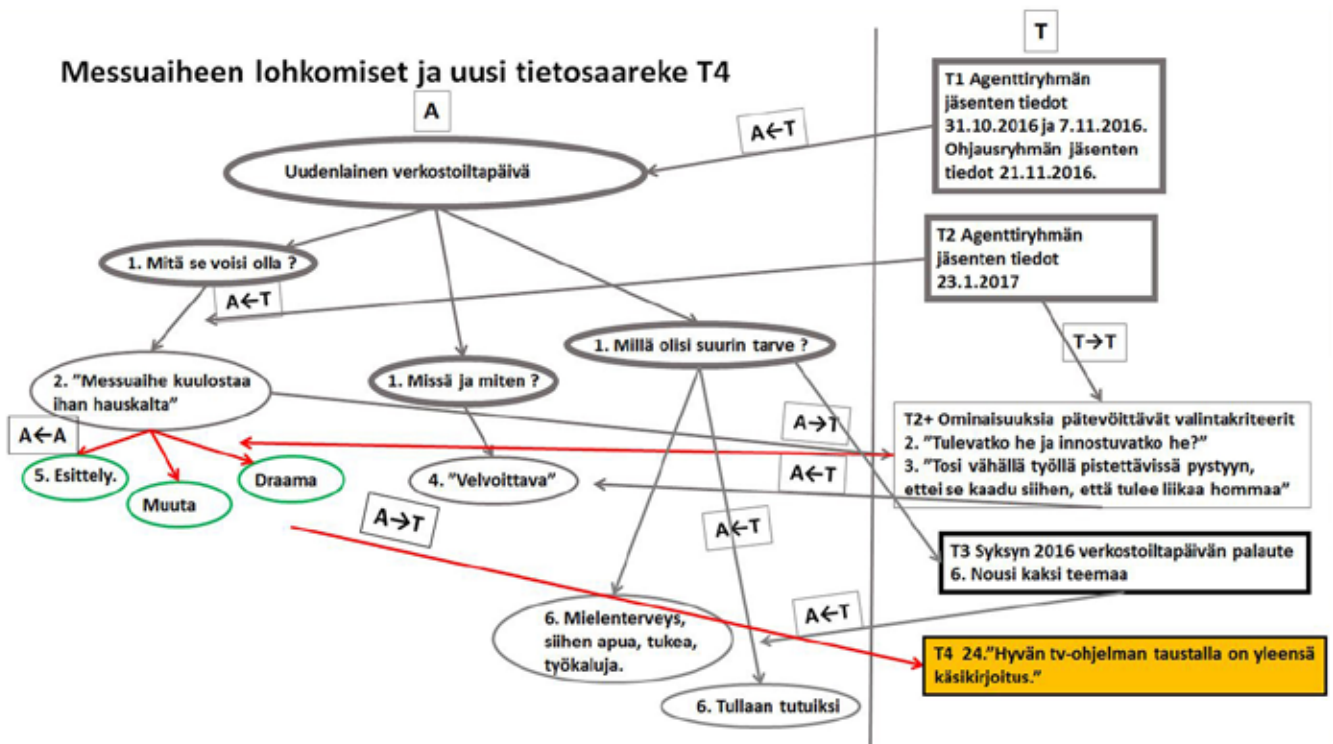 Messuaiheen lohkomiset ja uusi tietosaareke T4
A
T
T1 Agenttiryhmän
jäsenten tiedot
31.10.2016 ja 7.11.2016.
Ohjausryhmän jäsenten
tiedot 21.11.2016.
A←T
Uudenlainen verkostoiltapäivä
T2 Agenttiryhmän
jäsenten tiedot
23.1.2017
1. Mitä se voisi olla ?
A←T
T→T
1. Millä olisi suurin tarve ?
1. Missä ja miten ?
2. ”Messuaihe kuulostaa
ihan hauskalta”
A←A
A→T
T2+ Ominaisuuksia pätevöittävät valintakriteerit
2. ”Tulevatko he ja innostuvatko he?”
3. ”Tosi vähällä työllä pistettävissä pystyyn,
ettei se kaadu siihen, että tulee liikaa hommaa”
A←T
5. Esittely.
Muuta
Draama
4. ”Velvoittava”
A→T
A←T
T3 Syksyn 2016 verkostoiltapäivän palaute
6. Nousi kaksi teemaa
A←T
6. Mielenterveys,
siihen apua, tukea,
työkaluja.
T4 24.”Hyvän tv-ohjelman taustalla on yleensä
käsikirjoitus.”
6. Tullaan tutuiksi